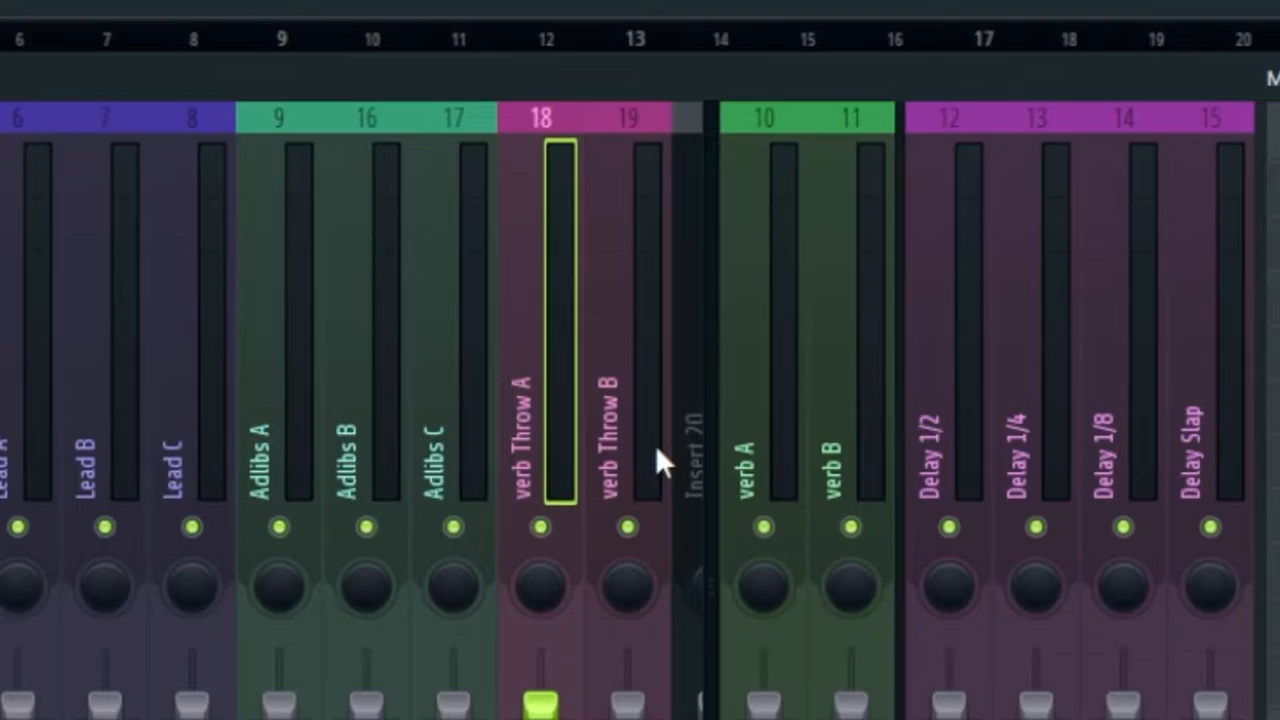 6 7 8 9 10 11 12 13 14 15 16 17 18 19 20
M
6 7 8 9 16 17 18 19 10 11 12 13 14 15
Lead A
Lead B
Lead C
Adlibs A
Adlibs B
Adlibs C
verb Throw A
verb Throw B
Insert 20
verb A
verb B
Delay 1/2
Delay 1/4
Delay 1/8
Delay Slap